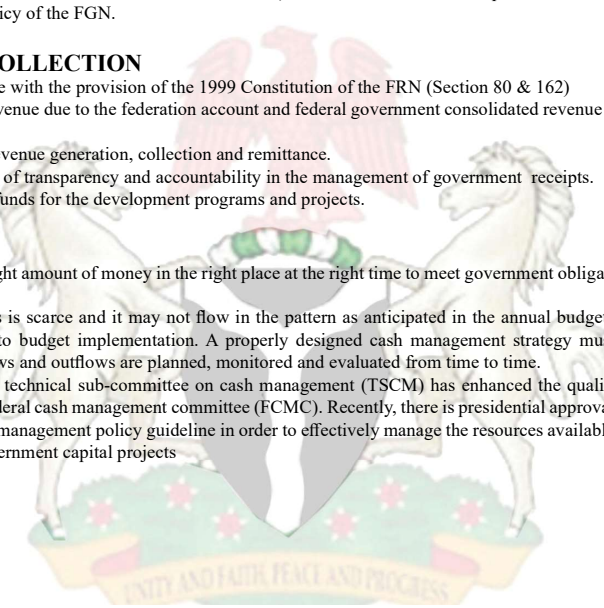 icy of the FGN.
OLLECTION
e with the provision of the 1999 Constitution of the FRN (Section 80 & 162)
venue due to the federation account and federal government consolidated revenue
venue generation, collection and remittance.
of transparency and accountability in the management of government receipts.
funds for the development programs and projects.
ght amount of money in the right place at the right time to meet government obliga
s is scarce and it may not flow in the pattern as anticipated in the annual budge
to budget implementation. A properly designed cash management strategy mu
ws and outflows are planned, monitored and evaluated from time to time.
technical sub-committee on cash management (TSCM) has enhanced the quali
deral cash management committee (FCMC). Recently, there is presidential approva
management policy guideline in order to effectively manage the resources availabl
ernment capital projects
UNITY AND FAITH, PEACE AND PROGRESS